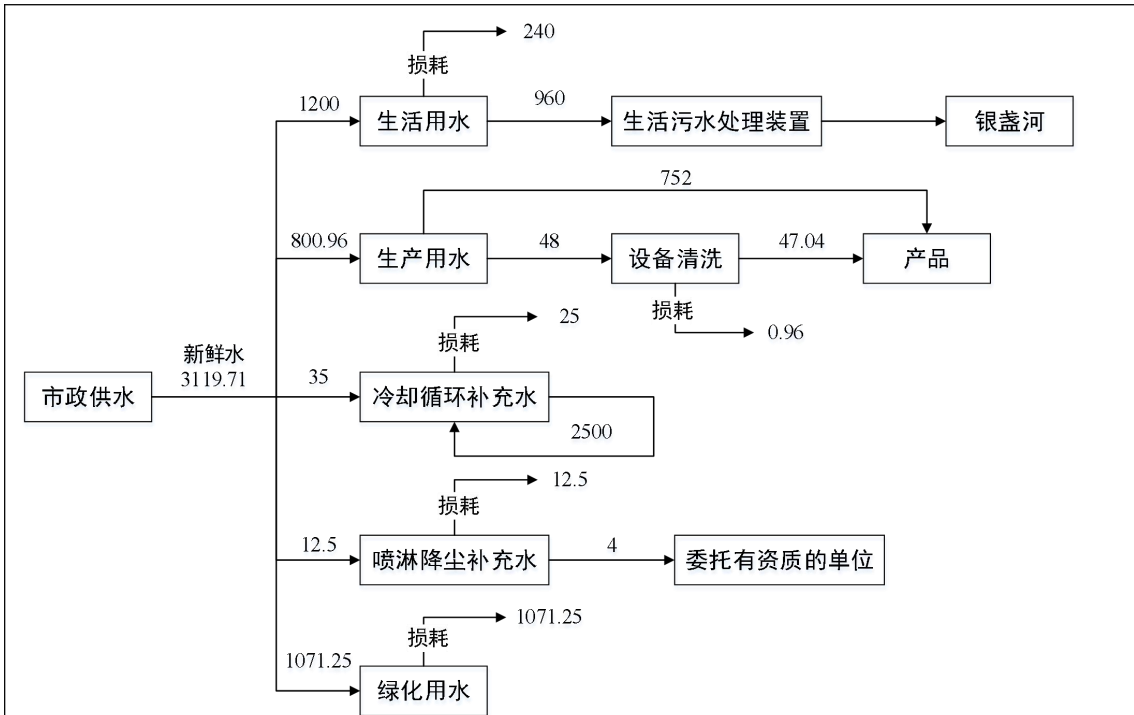 240
损耗
1200
生活用水
960
生活污水处理装置
银盏河
752
800.96
生产用水
48
设备清洗
47.04
产品
损耗
0.96
25
损耗
新鲜水
3119.71
市政供水
35
冷却循环补充水
2500
12.5
损耗
12.5
喷淋降尘补充水
4
委托有资质的单位
1071.25
损耗
1071.25
绿化用水